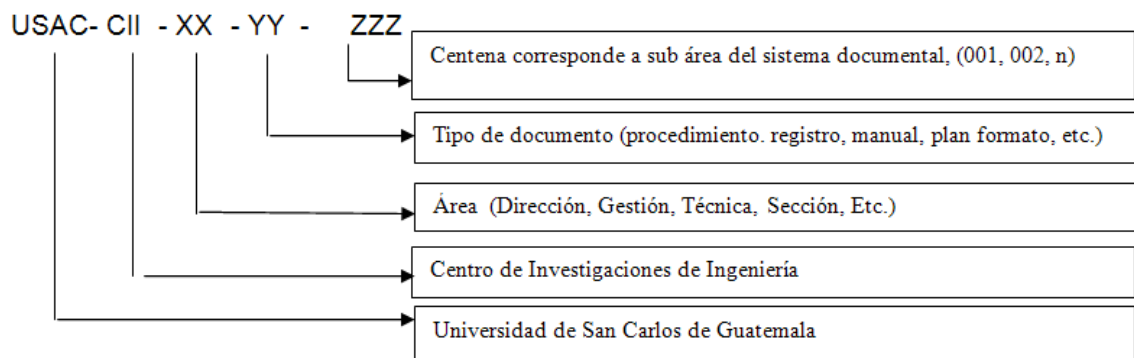 USAC- CII - XX - YY - ZZZ
Centena corresponde a sub área del sistema documental, (001, 002, n)
Tipo de documento (procedimiento. registro, manual, plan formato, etc.)
Área (Dirección, Gestión, Técnica, Sección, Etc.)
Centro de Investigaciones de Ingeniería
Universidad de San Carlos de Guatemala